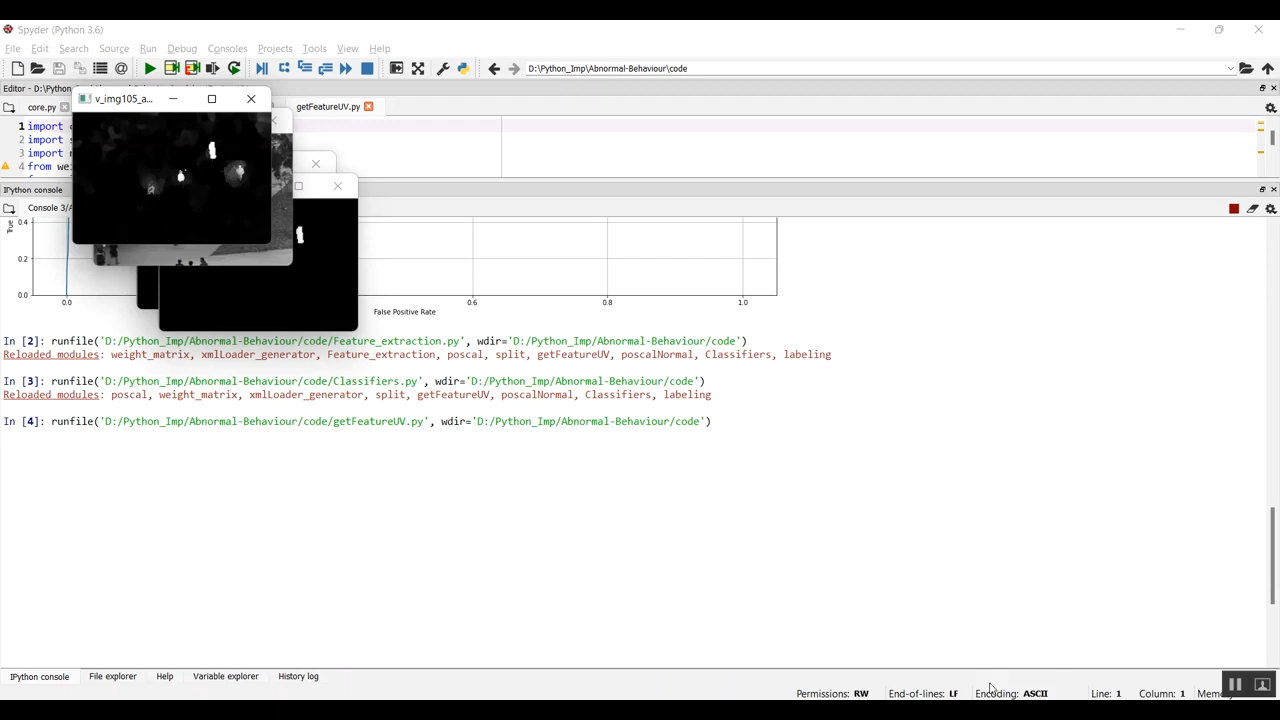 Spyder (Python 3.6)
File Edit Search Source Run Debug Consoles Projects Tools View Help
D:\Python_Imp\Abnormal-Behaviour\code
Editor - D:\Python
v_img105_a...
core.py
getFeatureUV.py
1 import
2 import
3 import
4 from
IPython console
Console 3/A
True
0.4
0.2
0.0
0.0 0.6 0.8 1.0
False Positive Rate
In [2]: runfile('D:/Python_Imp/Abnormal-Behaviour/code/Feature_extraction.py', wdir='D:/Python_Imp/Abnormal-Behaviour/code')
Reloaded modules: weight_matrix, xmlLoader_generator, Feature_extraction, poscal, split, getFeatureUV, poscalNormal, Classifiers, labeling
In [3]: runfile('D:/Python_Imp/Abnormal-Behaviour/code/Classifiers.py', wdir='D:/Python_Imp/Abnormal-Behaviour/code')
Reloaded modules: poscal, weight_matrix, xmlLoader_generator, split, getFeatureUV, poscalNormal, Classifiers, labeling
In [4]: runfile('D:/Python_Imp/Abnormal-Behaviour/code/getFeatureUV.py', wdir='D:/Python_Imp/Abnormal-Behaviour/code')
IPython console File explorer Help Variable explorer History log
Permissions: RW End-of-lines: LF Encoding: ASCII Line: 1 Column: 1